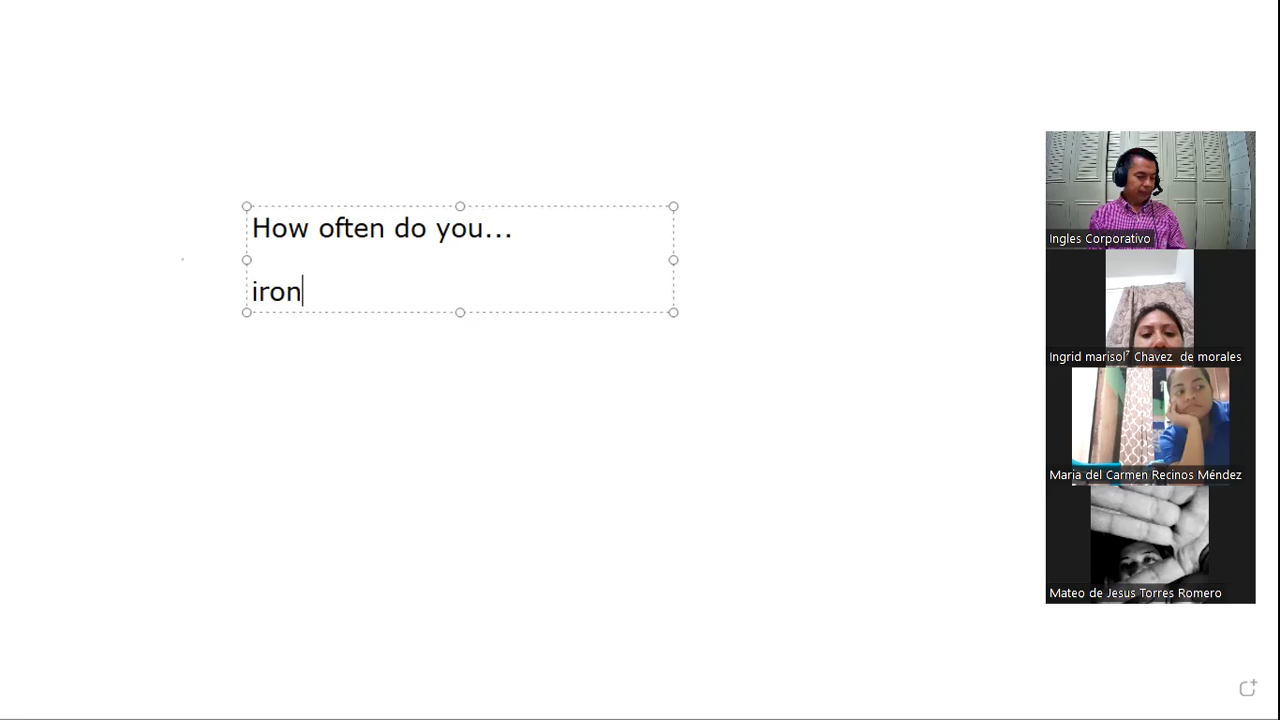 How often do you...
iron
Ingles Corporativo
Ingrid marisol⁷ Chavez de morales
Maria del Carmen Recinos Méndez
Mateo de Jesus Torres Romero